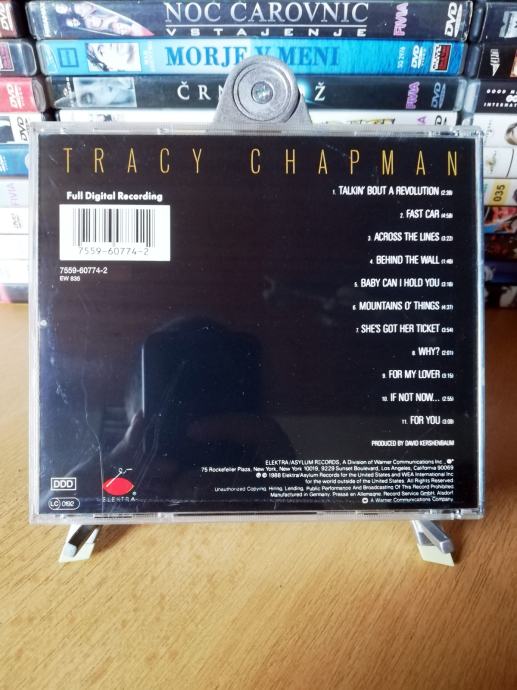 NOČ ČAROVNIC
VSTAJENJE
FIVIA
DVD
MORJE V MENI
DVD
FIVIA
DVD
035
TRACY CHAPMAN
Full Digital Recording
7559-60774-2
7559-60774-2
EW 835
1. TALKIN' BOUT A REVOLUTION (2:39)
2. FAST CAR (4:58)
3. ACROSS THE LINES (3:22)
4. BEHIND THE WALL (1:46)
5. BABY CAN I HOLD YOU (3:16)
6. MOUNTAINS O' THINGS (4:37)
7. SHE'S GOT HER TICKET (3:54)
8. WHY? (2:01)
9. FOR MY LOVER (3:15)
10. IF NOT NOW... (2:55)
11. FOR YOU (3:09)
PRODUCED BY DAVID KERSHENBAUM
ELEKTRA/ASYLUM RECORDS, A Division of Warner Communications Inc.
75 Rockefeller Plaza, New York, New York 10019, 9229 Sunset Boulevard, Los Angeles, California 90069
℗ © 1988 Elektra/Asylum Records for the United States and WEA International Inc.
for the world outside of the United States. All Rights Reserved.
Unauthorized Copying, Hiring, Lending, Public Performance And Broadcasting Of This Record Prohibited.
Manufactured in Germany. Pressé en Allemagne. Record Service GmbH, Alsdorf
A Warner Communications Company
DDD
LC 0192
ELEKTRA